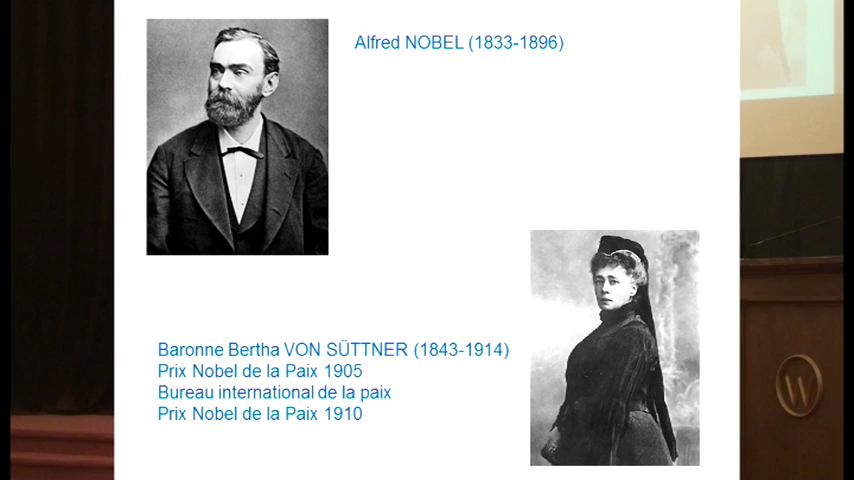 Alfred NOBEL (1833-1896)
Baronne Bertha VON SÜTTNER (1843-1914)
Prix Nobel de la Paix 1905
Bureau international de la paix
Prix Nobel de la Paix 1910
W